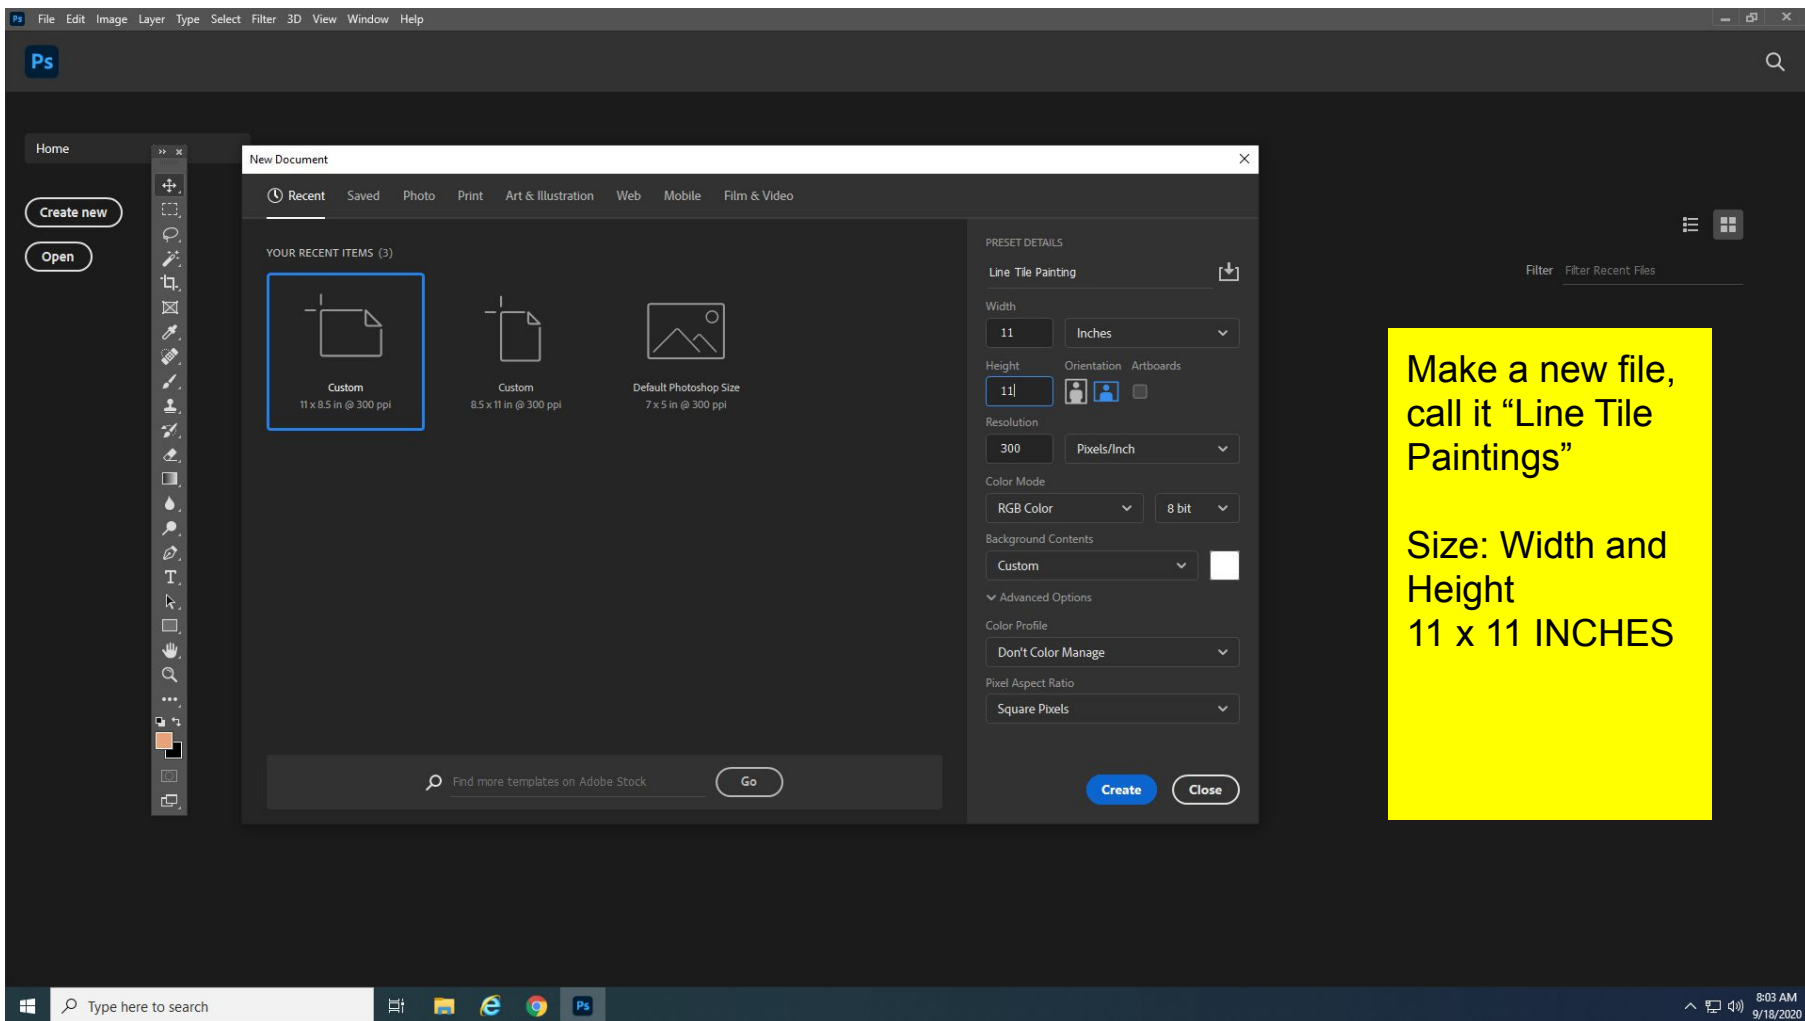 Ps File Edit Image Layer Type Select Filter 3D View Window Help
Ps
Home
Create new
Open
New Document
Recent Saved Photo Print Art & Illustration Web Mobile Film & Video
YOUR RECENT ITEMS (3)
Custom
11 x 8.5 in @ 300 ppi
Custom
8.5 x 11 in @ 300 ppi
Default Photoshop Size
7 x 5 in @ 300 ppi
Find more templates on Adobe Stock Go
PRESET DETAILS
Line Tile Painting
Width
11 Inches
Height Orientation Artboards
11
Resolution
300 Pixels/Inch
Color Mode
RGB Color 8 bit
Background Contents
Custom
Advanced Options
Color Profile
Don't Color Manage
Pixel Aspect Ratio
Square Pixels
Create Close
Filter Filter Recent Files
Make a new file,
call it “Line Tile
Paintings”
Size: Width and
Height
11 x 11 INCHES
T
Type here to search
Ps
8:03 AM
9/18/2020